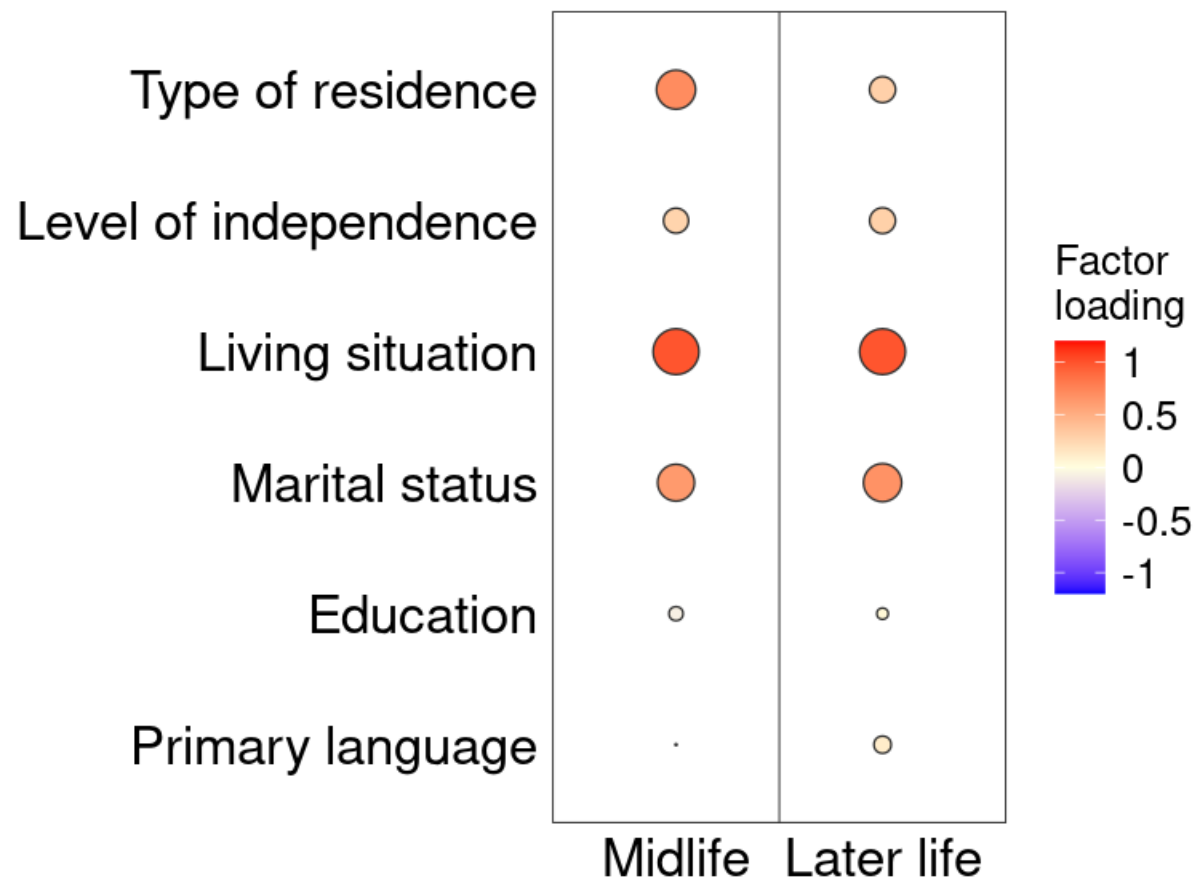 Type of residence
Level of independence
Living situation
Marital status
Education
Primary language
Midlife Later life
Factor
loading
1
0.5
0
-0.5
-1